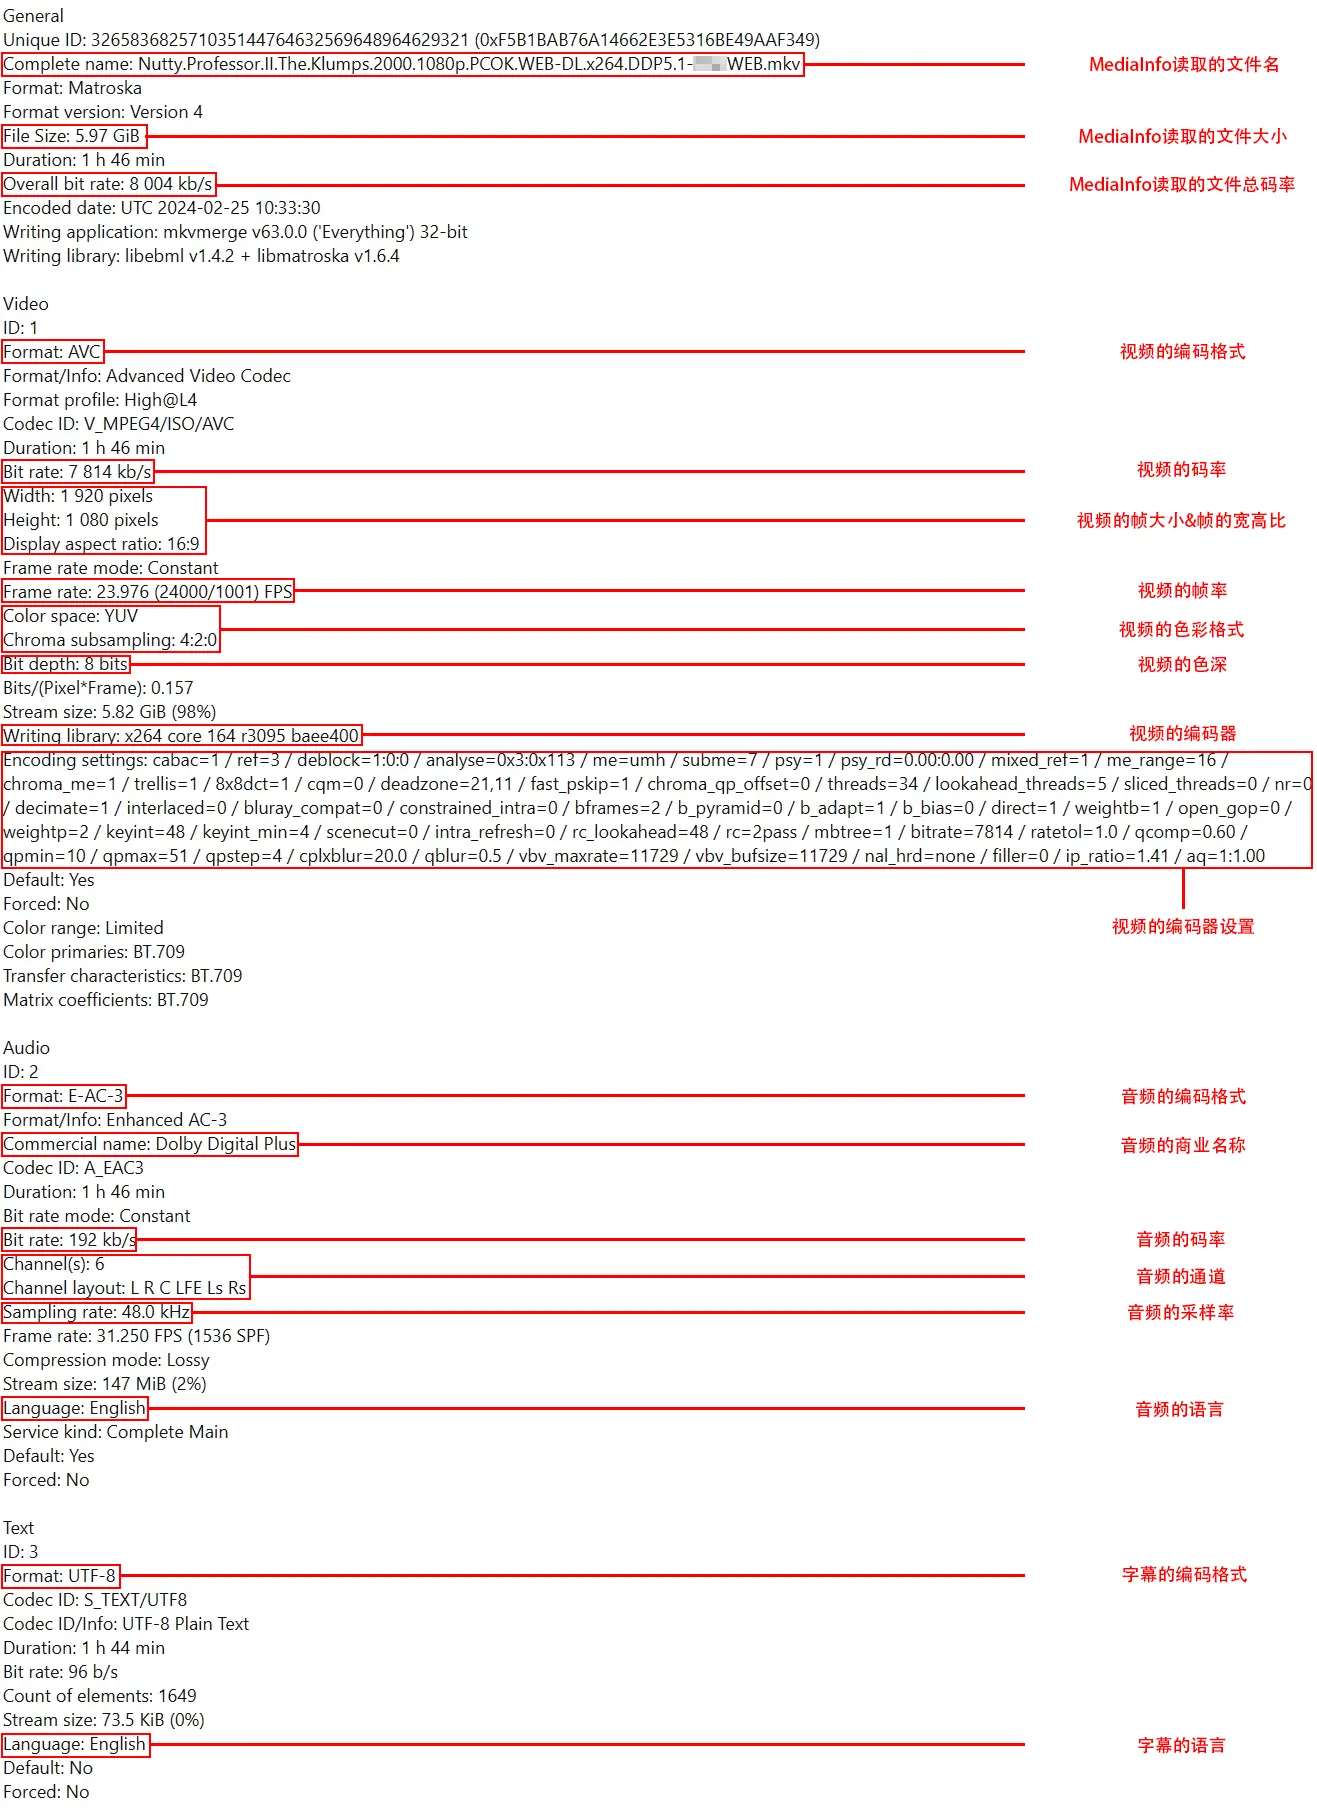 General
Unique ID: 326583682571035144764632569648964629321 (0xF5B1BAB76A14662E3E5316BE49AAF349)
Complete name: Nutty.Professor.II.The.Klumps.2000.1080p.PCOK.WEB-DL.x264.DDP5.1- WEB.mkv MediaInfo读取的文件名
Format: Matroska
Format version: Version 4
File Size: 5.97 GiB MediaInfo读取的文件大小
Duration: 1 h 46 min
Overall bit rate: 8 004 kb/s MediaInfo读取的文件总码率
Encoded date: UTC 2024-02-25 10:33:30
Writing application: mkvmerge v63.0.0 ('Everything') 32-bit
Writing library: libebml v1.4.2 + libmatroska v1.6.4
Video
ID: 1
Format: AVC 视频的编码格式
Format/Info: Advanced Video Codec
Format profile: High@L4
Codec ID: V_MPEG4/ISO/AVC
Duration: 1 h 46 min
Bit rate: 7 814 kb/s 视频的码率
Width: 1 920 pixels
Height: 1 080 pixels 视频的帧大小&帧的宽高比
Display aspect ratio: 16:9
Frame rate mode: Constant
Frame rate: 23.976 (24000/1001) FPS 视频的帧率
Color space: YUV
Chroma subsampling: 4:2:0 视频的色彩格式
Bit depth: 8 bits 视频的色深
Bits/(Pixel*Frame): 0.157
Stream size: 5.82 GiB (98%)
Writing library: x264 core 164 r3095 baee400 视频的编码器
Encoding settings: cabac=1 / ref=3 / deblock=1:0:0 / analyse=0x3:0x113 / me=umh / subme=7 / psy=1 / psy_rd=0.00:0.00 / mixed_ref=1 / me_range=16 /
chroma_me=1 / trellis=1 / 8x8dct=1 / cqm=0 / deadzone=21,11 / fast_pskip=1 / chroma_qp_offset=0 / threads=34 / lookahead_threads=5 / sliced_threads=0 / nr=0
/ decimate=1 / interlaced=0 / bluray_compat=0 / constrained_intra=0 / bframes=2 / b_pyramid=0 / b_adapt=1 / b_bias=0 / direct=1 / weightb=1 / open_gop=0 /
weightp=2 / keyint=48 / keyint_min=4 / scenecut=0 / intra_refresh=0 / rc_lookahead=48 / rc=2pass / mbtree=1 / bitrate=7814 / ratetol=1.0 / qcomp=0.60 /
qpmin=10 / qpmax=51 / qpstep=4 / cplxblur=20.0 / qblur=0.5 / vbv_maxrate=11729 / vbv_bufsize=11729 / nal_hrd=none / filler=0 / ip_ratio=1.41 / aq=1:1.00
Default: Yes
Forced: No
Color range: Limited 视频的编码器设置
Color primaries: BT.709
Transfer characteristics: BT.709
Matrix coefficients: BT.709
Audio
ID: 2
Format: E-AC-3 音频的编码格式
Format/Info: Enhanced AC-3
Commercial name: Dolby Digital Plus 音频的商业名称
Codec ID: A_EAC3
Duration: 1 h 46 min
Bit rate mode: Constant
Bit rate: 192 kb/s 音频的码率
Channel(s): 6
Channel layout: L R C LFE Ls Rs 音频的通道
Sampling rate: 48.0 kHz 音频的采样率
Frame rate: 31.250 FPS (1536 SPF)
Compression mode: Lossy
Stream size: 147 MiB (2%)
Language: English 音频的语言
Service kind: Complete Main
Default: Yes
Forced: No
Text
ID: 3
Format: UTF-8 字幕的编码格式
Codec ID: S_TEXT/UTF8
Codec ID/Info: UTF-8 Plain Text
Duration: 1 h 44 min
Bit rate: 96 b/s
Count of elements: 1649
Stream size: 73.5 KiB (0%)
Language: English 字幕的语言
Default: No
Forced: No